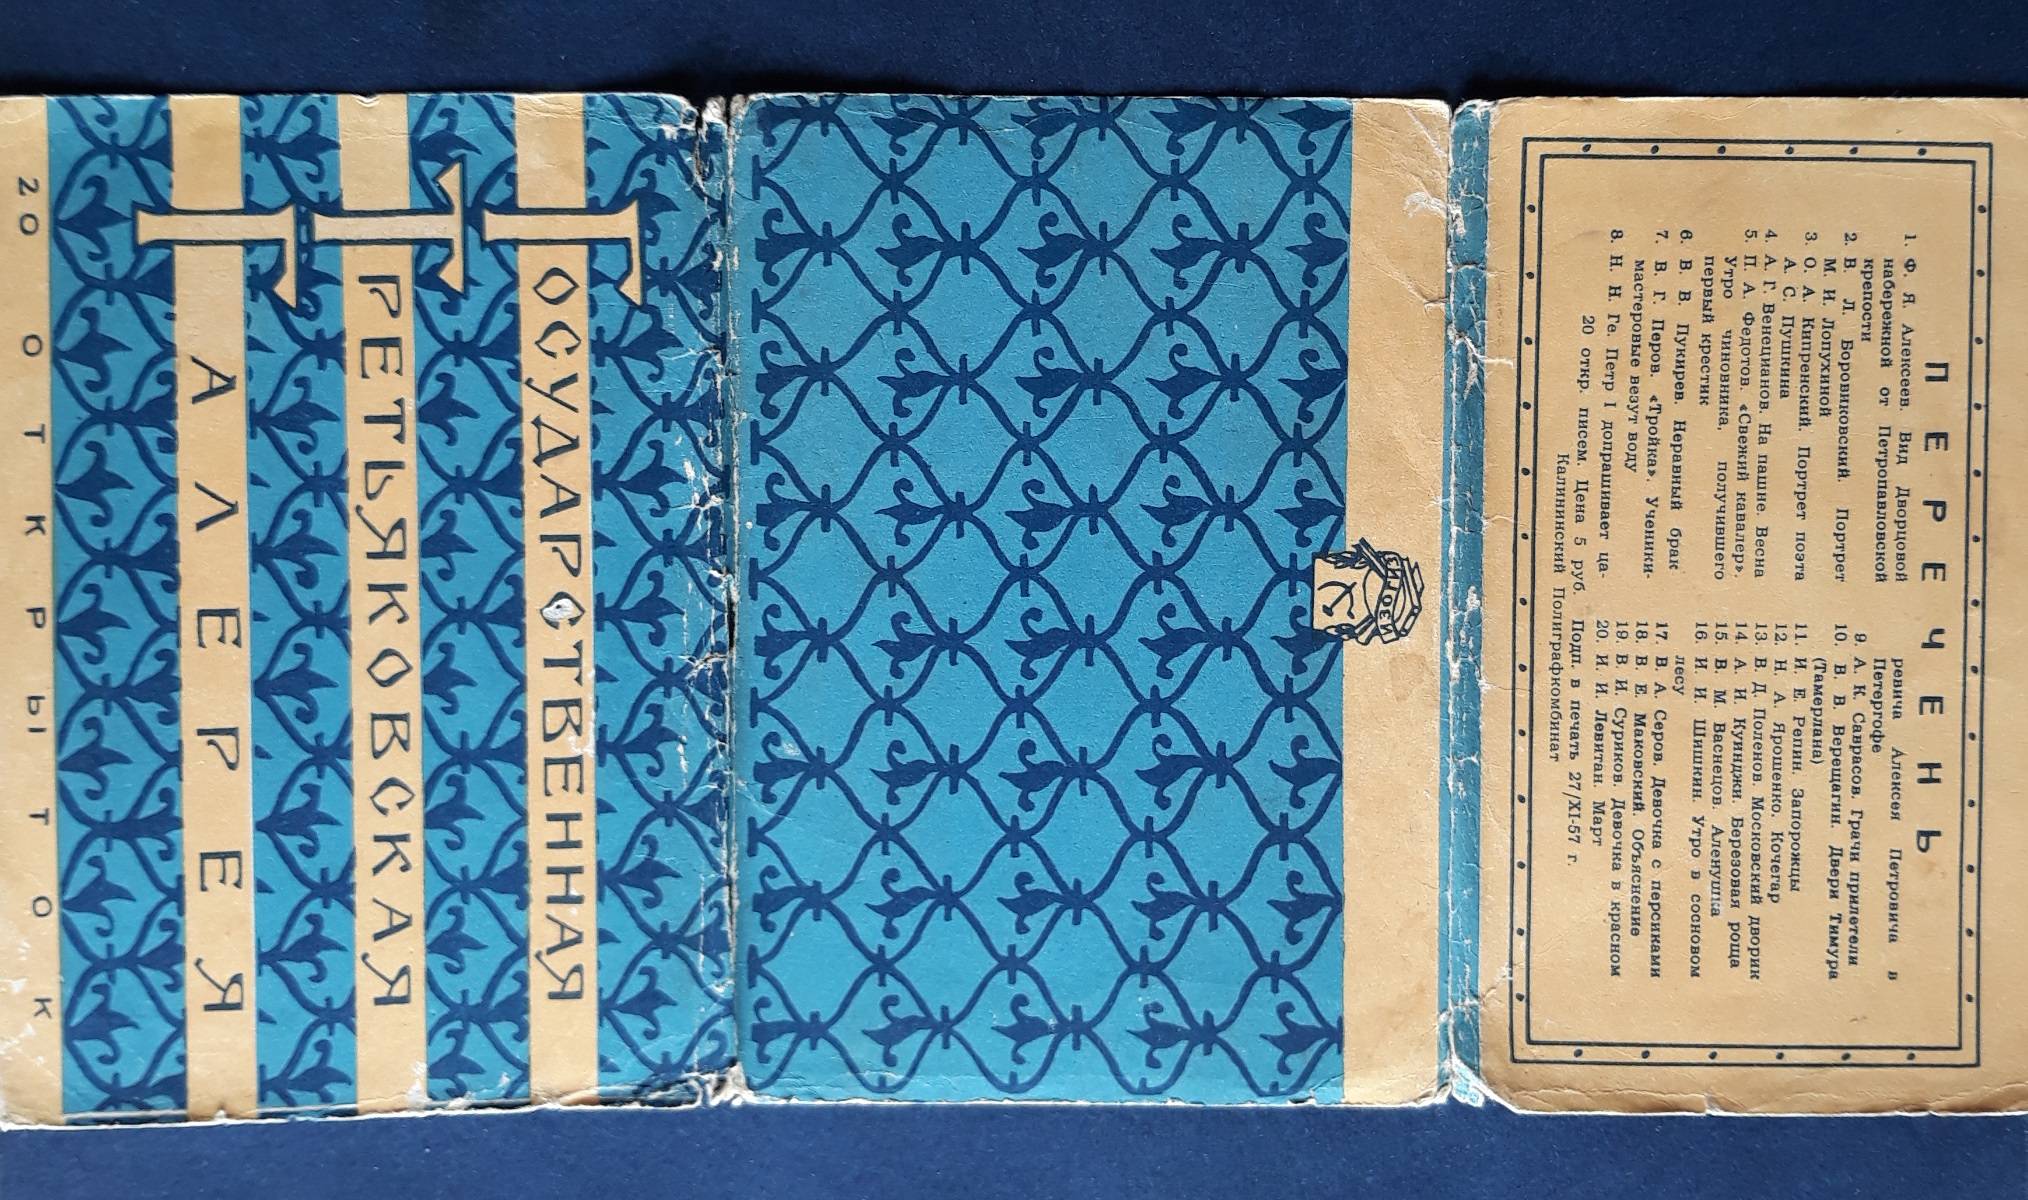 ГОСУДАРСТВЕННАЯ
ТРЕТЬЯКОВСКАЯ
ГАЛЕРЕЯ
20 ОТКРЫТОК
ИЗОГИЗ
ПЕРЕЧЕНЬ
1. Ф. Я. Алексеев. Вид Дворцовой
набережной от Петропавловской
крепости
2. В. Л. Боровиковский. Портрет
М. И. Лопухиной
3. О. А. Кипренский. Портрет поэта
А. С. Пушкина
4. А. Г. Венецианов. На пашне. Весна
5. П. А. Федотов. «Свежий кавалер».
Утро чиновника, получившего
первый крестик
6. В. В. Пукирев. Неравный брак
7. В. Г. Перов. «Тройка». Ученики-
мастеровые везут воду
8. Н. Н. Ге. Петр I допрашивает ца-
ревича Алексея Петровича в
Петергофе
9. А. К. Саврасов. Грачи прилетели
10. В. В. Верещагин. Двери Тимура
(Тамерлана)
11. И. Е. Репин. Запорожцы
12. Н. А. Ярошенко. Кочегар
13. В. Д. Поленов. Московский дворик
14. А. И. Куинджи. Березовая роща
15. В. М. Васнецов. Аленушка
16. И. И. Шишкин. Утро в сосновом
лесу
17. В. А. Серов. Девочка с персиками
18. В. Е. Маковский. Объяснение
19. В. И. Суриков. Девочка в красном
20. И. И. Левитан. Март
20 откр. писем. Цена 5 руб. Подп. в печать 27/XI-57 г.
Калининский Полиграфкомбинат